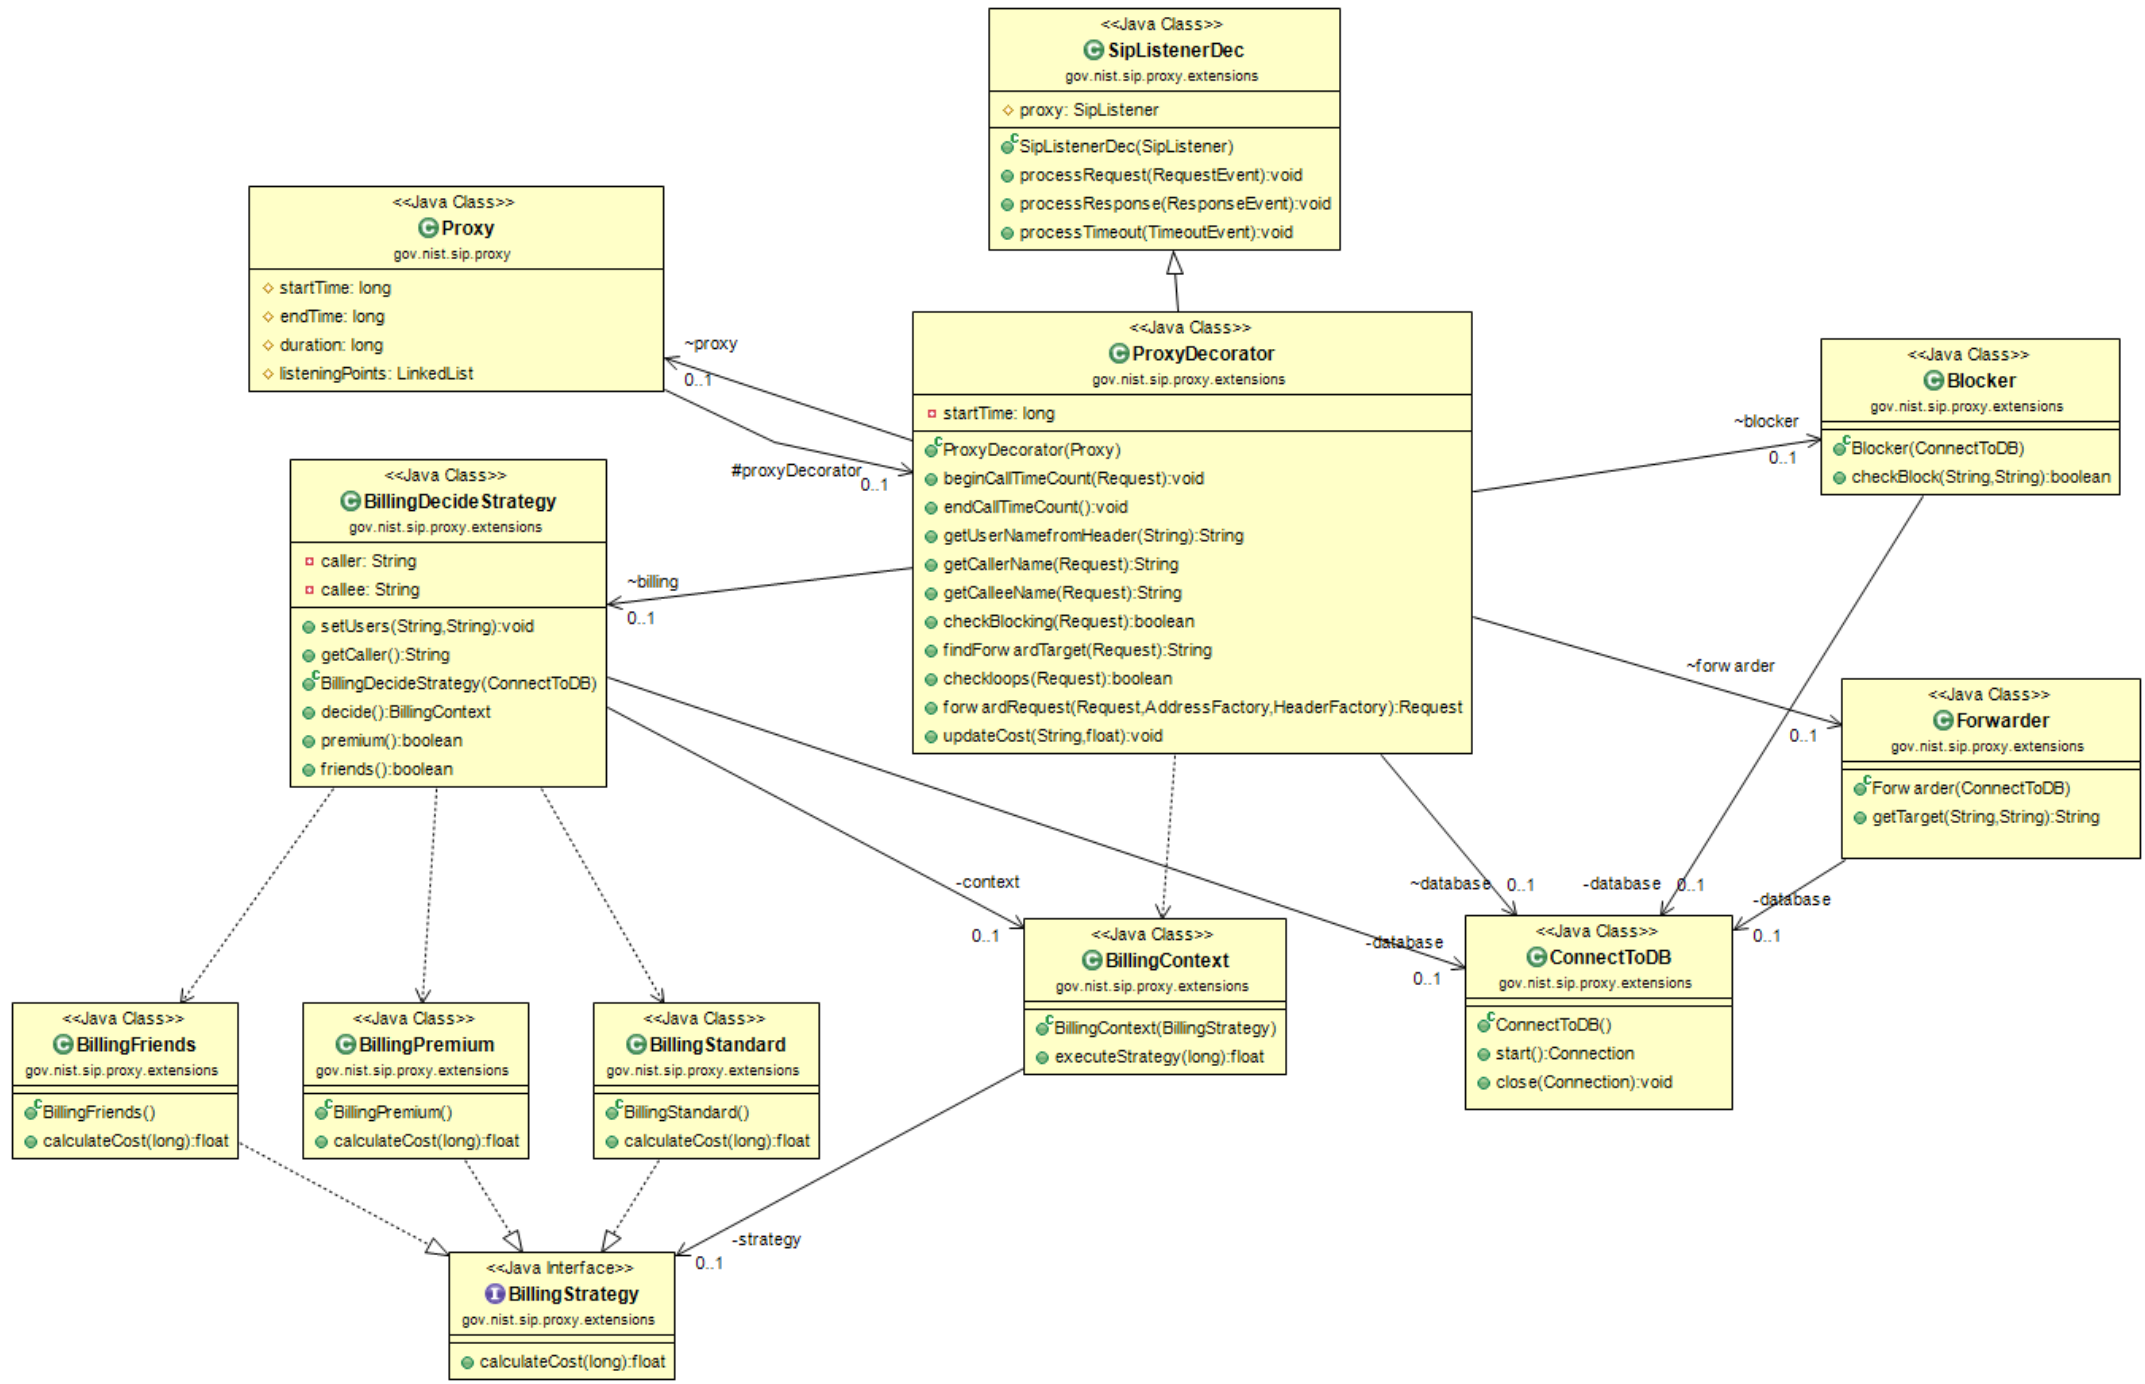 <<Java Class>>
SipListenerDec
gov.nist.sip.proxy.extensions
proxy: SipListener
SipListenerDec(SipListener)
processRequest(RequestEvent):void
processResponse(ResponseEvent):void
processTimeout(TimeoutEvent):void
<<Java Class>>
Proxy
gov.nist.sip.proxy
startTime: long
endTime: long
duration: long
listeningPoints: LinkedList
~proxy
0..1
#proxyDecorator
0..1
<<Java Class>>
ProxyDecorator
gov.nist.sip.proxy.extensions
startTime: long
ProxyDecorator(Proxy)
beginCallTimeCount(Request):void
endCallTimeCount():void
getUserNamefromHeader(String):String
getCallerName(Request):String
getCalleeName(Request):String
checkBlocking(Request):boolean
findForwardTarget(Request):String
checkloops(Request):boolean
forwardRequest(Request,AddressFactory,HeaderFactory):Request
updateCost(String,float):void
~blocker
0..1
<<Java Class>>
Blocker
gov.nist.sip.proxy.extensions
Blocker(ConnectToDB)
checkBlock(String,String):boolean
<<Java Class>>
BillingDecideStrategy
gov.nist.sip.proxy.extensions
caller: String
callee: String
setUsers(String,String):void
getCaller():String
BillingDecideStrategy(ConnectToDB)
decide():BillingContext
premium():boolean
friends():boolean
~billing
0..1
~forwarder
0..1
<<Java Class>>
Forwarder
gov.nist.sip.proxy.extensions
Forwarder(ConnectToDB)
getTarget(String,String):String
-context
0..1
-database
0..1
~database
0..1
-database
0..1
-database
0..1
<<Java Class>>
BillingContext
gov.nist.sip.proxy.extensions
BillingContext(BillingStrategy)
executeStrategy(long):float
<<Java Class>>
ConnectToDB
gov.nist.sip.proxy.extensions
ConnectToDB()
start():Connection
close(Connection):void
<<Java Class>>
BillingFriends
gov.nist.sip.proxy.extensions
BillingFriends()
calculateCost(long):float
<<Java Class>>
BillingPremium
gov.nist.sip.proxy.extensions
BillingPremium()
calculateCost(long):float
<<Java Class>>
BillingStandard
gov.nist.sip.proxy.extensions
BillingStandard()
calculateCost(long):float
-strategy
0..1
<<Java Interface>>
BillingStrategy
gov.nist.sip.proxy.extensions
calculateCost(long):float